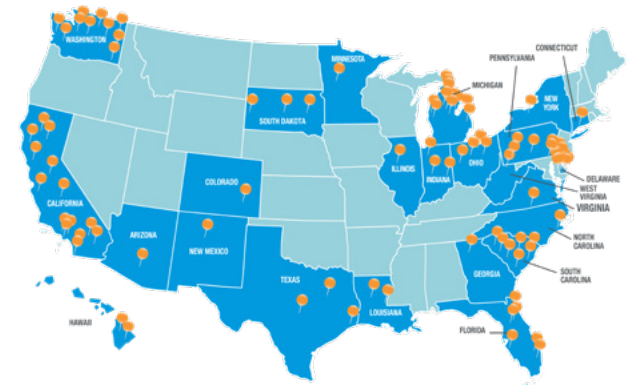 CONNECTICUT
PENNSYLVANIA
WASHINGTON
MINNESOTA
MICHIGAN
NEW
YORK
SOUTH DAKOTA
ILLINOIS
INDIANA
OHIO
COLORADO
DELAWARE
WEST
VIRGINIA
VIRGINIA
CALIFORNIA
ARIZONA
NEW MEXICO
NORTH
CAROLINA
TEXAS
GEORGIA
SOUTH
CAROLINA
LOUISIANA
HAWAII
FLORIDA